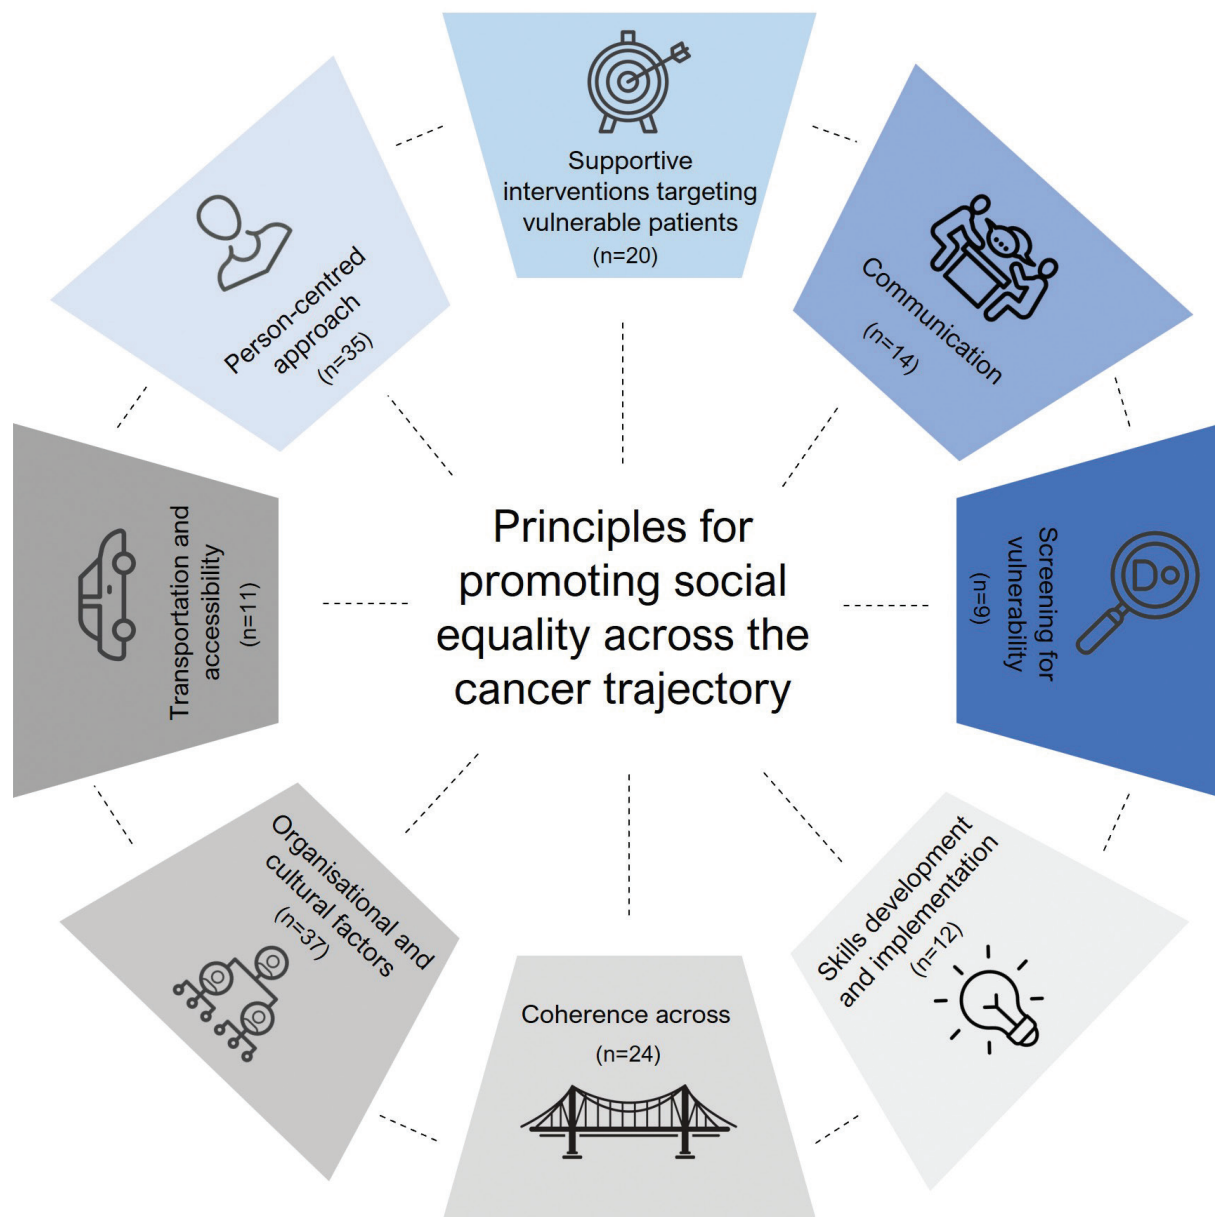 Supportive
interventions targeting
vulnerable patients
(n=20)
Communication
(n=14)
Screening for
vulnerability
(n=9)
Skills development
and implementation
(n=12)
Coherence across
(n=24)
Organisational and
cultural factors
(n=37)
Transportation and
accessibility
(n=11)
Person-centred
approach
(n=35)
Principles for
promoting social
equality across the
cancer trajectory